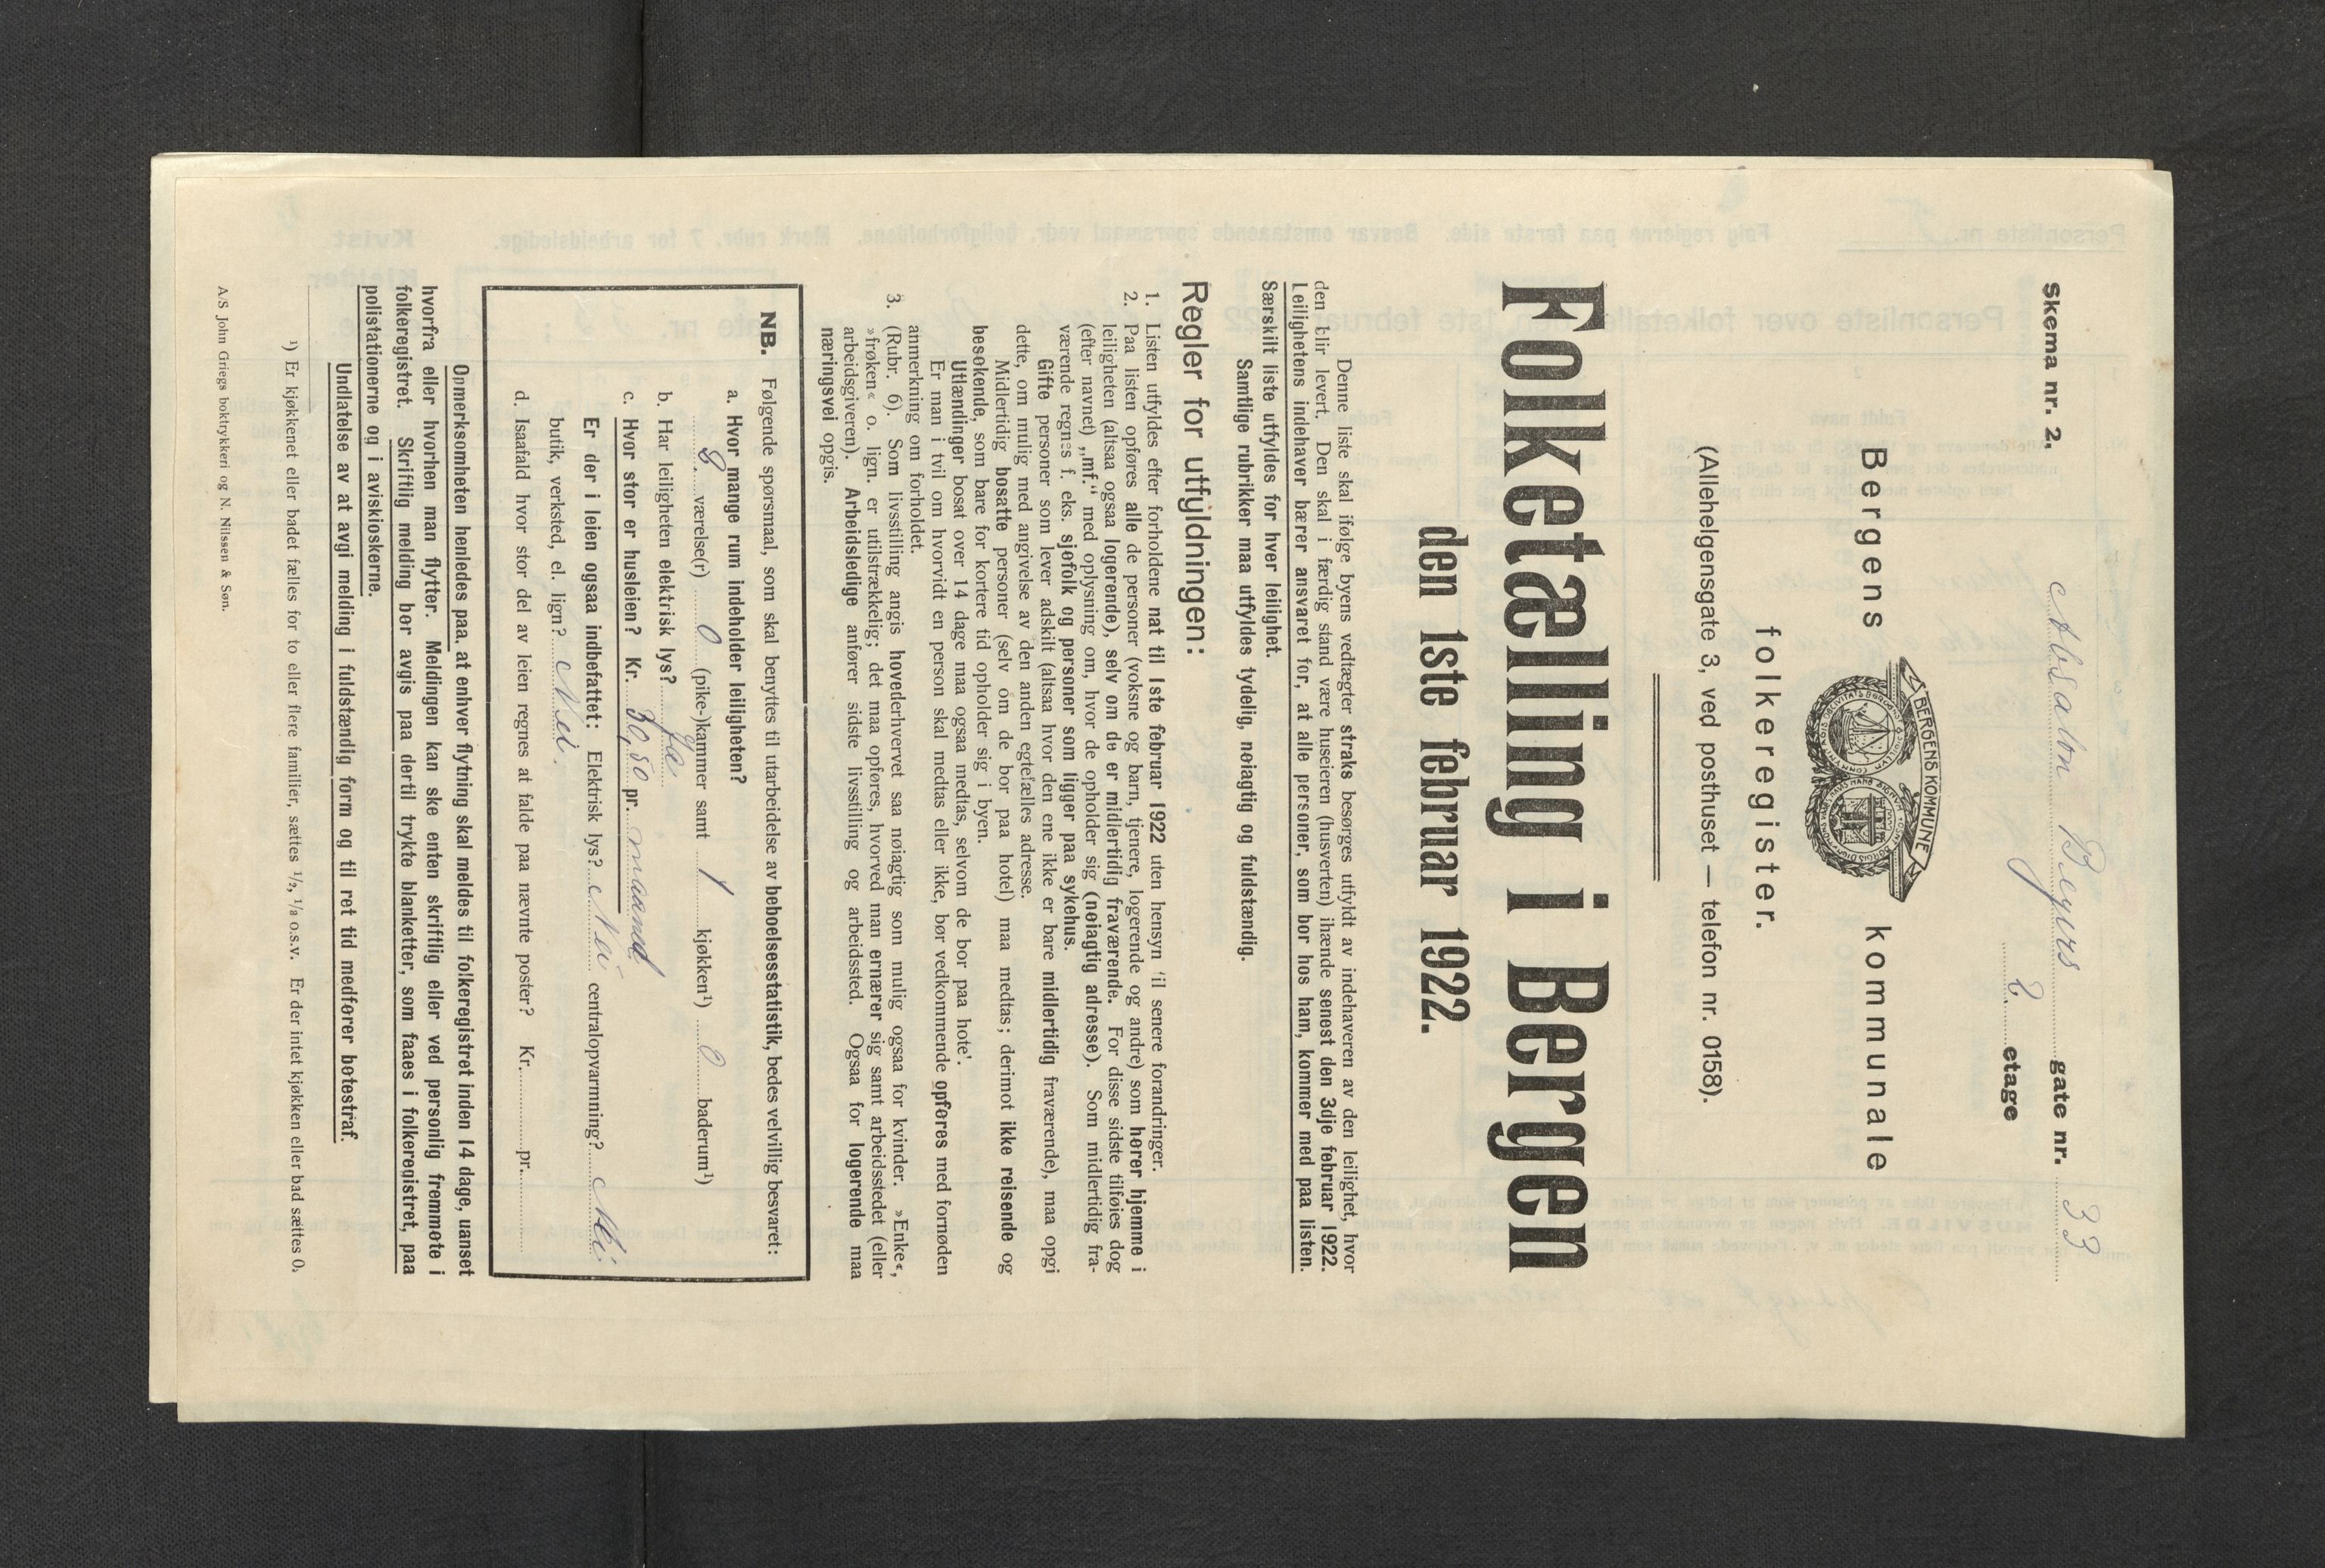 Skema nr. 2,
Absalon Beyers gate nr. 33
2. etage
Bergens kommunale
BERGENS KOMMUNE
folkeregister.
(Allehelgensgate 3, ved posthuset — telefon nr. 0158).
Folketælling i Bergen
den 1ste februar 1922.
Denne liste skal ifølge byens vedtægter straks besørges utfyldt av indehaveren av den leilighet, hvor
den blir levert. Den skal i færdig stand være huseieren (husverten) ihænde senest den 3dje februar 1922.
Leilighetens indehaver bærer ansvaret for, at alle personer, som bor hos ham, kommer med paa listen.
Særskilt liste utfyldes for hver leilighet.
Samtlige rubrikker maa utfyldes tydelig, nøiagtig og fuldstændig.
Regler for utfyldningen:
1. Listen utfyldes efter forholdene nat til 1ste februar 1922 uten hensyn til senere forandringer.
2. Paa listen opføres alle de personer (voksne og barn, tjenere, logerende og andre) som hører hjemme i
leiligheten (altsaa ogsaa logerende), selv om de er midlertidig fraværende. For disse sidste tilføies dog
(efter navnet) „mf." med oplysning om, hvor de opholder sig (nøiagtig adresse). Som midlertidig fra-
værende regnes f. eks. sjøfolk og personer som ligger paa sykehus.
Gifte personer som lever adskilt (altsaa hvor den ene ikke er bare midlertidig fraværende), maa opgi
dette, om mulig med angivelse av den anden egtefælles adresse.
Midlertidig bosatte personer (selv om de bor paa hotel) maa medtas; derimot ikke reisende og
besøkende, som bare for kortere tid opholder sig i byen.
Utlændinger bosat over 14 dage maa ogsaa medtas, selvom de bor paa hotel.
Er man i tvil om hvorvidt en person skal medtas eller ikke, bør vedkommende opføres med fornøden
anmerkning om forholdet.
3. (Rubr. 6). Som livsstilling angis hovederhvervet saa nøiagtig som mulig ogsaa for kvinder. »Enke«,
»frøken« o. lign. er utilstrækkelig; det maa opføres, hvorved man ernærer sig samt arbeidsstedet (eller
arbeidsgiveren). Arbeidsledige anfører sidste livsstilling og arbeidssted. Ogsaa for logerende maa
næringsvei opgis.
NB. Følgende spørsmaal, som skal benyttes til utarbeidelse av beboelsesstatistik, bedes velvillig besvaret:
a. Hvor mange rum indeholder leiligheten?
2 værelse(r) 0 (pike-)kammer samt 1 kjøkken¹) 0 baderum¹)
b. Har leiligheten elektrisk lys? Ja
c. Hvor stor er husleien? Kr. 30,50 pr. maaned
Er der i leien ogsaa indbefattet: Elektrisk lys? Nei centralopvarmning? Nei
butik, verksted, el. lign? Nei.
d. Isaafald hvor stor del av leien regnes at falde paa nævnte poster? Kr. pr.
Opmerksomheten henledes paa, at enhver flytning skal meldes til folkeregistret inden 14 dage, uanset
hvorfra eller hvorhen man flytter. Meldingen kan ske enten skriftlig eller ved personlig fremmøte i
folkeregistret. Skriftlig melding bør avgis paa dertil trykte blanketter, som faaes i folkeregistret, paa
polistationerne og i aviskioskerne.
Undlatelse av at avgi melding i fuldstændig form og til ret tid medfører bøtestraf.
¹) Er kjøkkenet eller badet fælles for to eller flere familier, sættes ¹/₂, ¹/₃ o.s.v. Er der intet kjøkken eller bad sættes 0.
A/S John Griegs boktrykkeri og N. Nilssen & Søn.